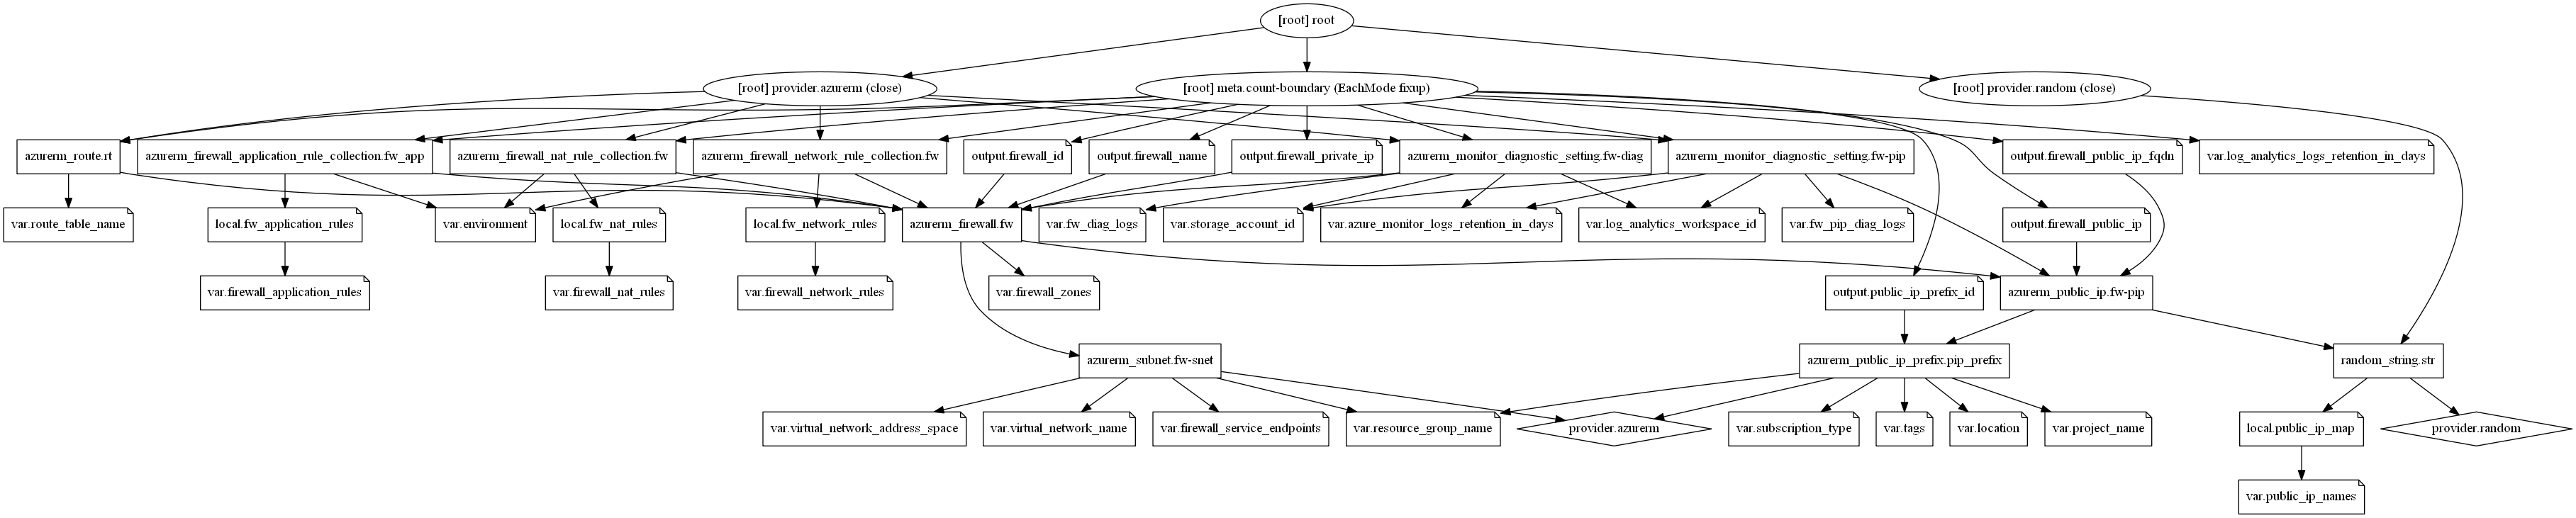 [root] root
[root] provider.azurerm (close)
[root] meta.count-boundary (EachMode fixup)
[root] provider.random (close)
azurerm_route.rt
azurerm_firewall_application_rule_collection.fw_app
azurerm_firewall_nat_rule_collection.fw
azurerm_firewall_network_rule_collection.fw
output.firewall_id
output.firewall_name
output.firewall_private_ip
azurerm_monitor_diagnostic_setting.fw-diag
azurerm_monitor_diagnostic_setting.fw-pip
output.firewall_public_ip_fqdn
var.log_analytics_logs_retention_in_days
var.route_table_name
local.fw_application_rules
var.environment
local.fw_nat_rules
local.fw_network_rules
azurerm_firewall.fw
var.fw_diag_logs
var.storage_account_id
var.azure_monitor_logs_retention_in_days
var.log_analytics_workspace_id
var.fw_pip_diag_logs
output.firewall_public_ip
var.firewall_application_rules
var.firewall_nat_rules
var.firewall_network_rules
var.firewall_zones
output.public_ip_prefix_id
azurerm_public_ip.fw-pip
azurerm_subnet.fw-snet
azurerm_public_ip_prefix.pip_prefix
random_string.str
var.virtual_network_address_space
var.virtual_network_name
var.firewall_service_endpoints
var.resource_group_name
provider.azurerm
var.subscription_type
var.tags
var.location
var.project_name
local.public_ip_map
provider.random
var.public_ip_names